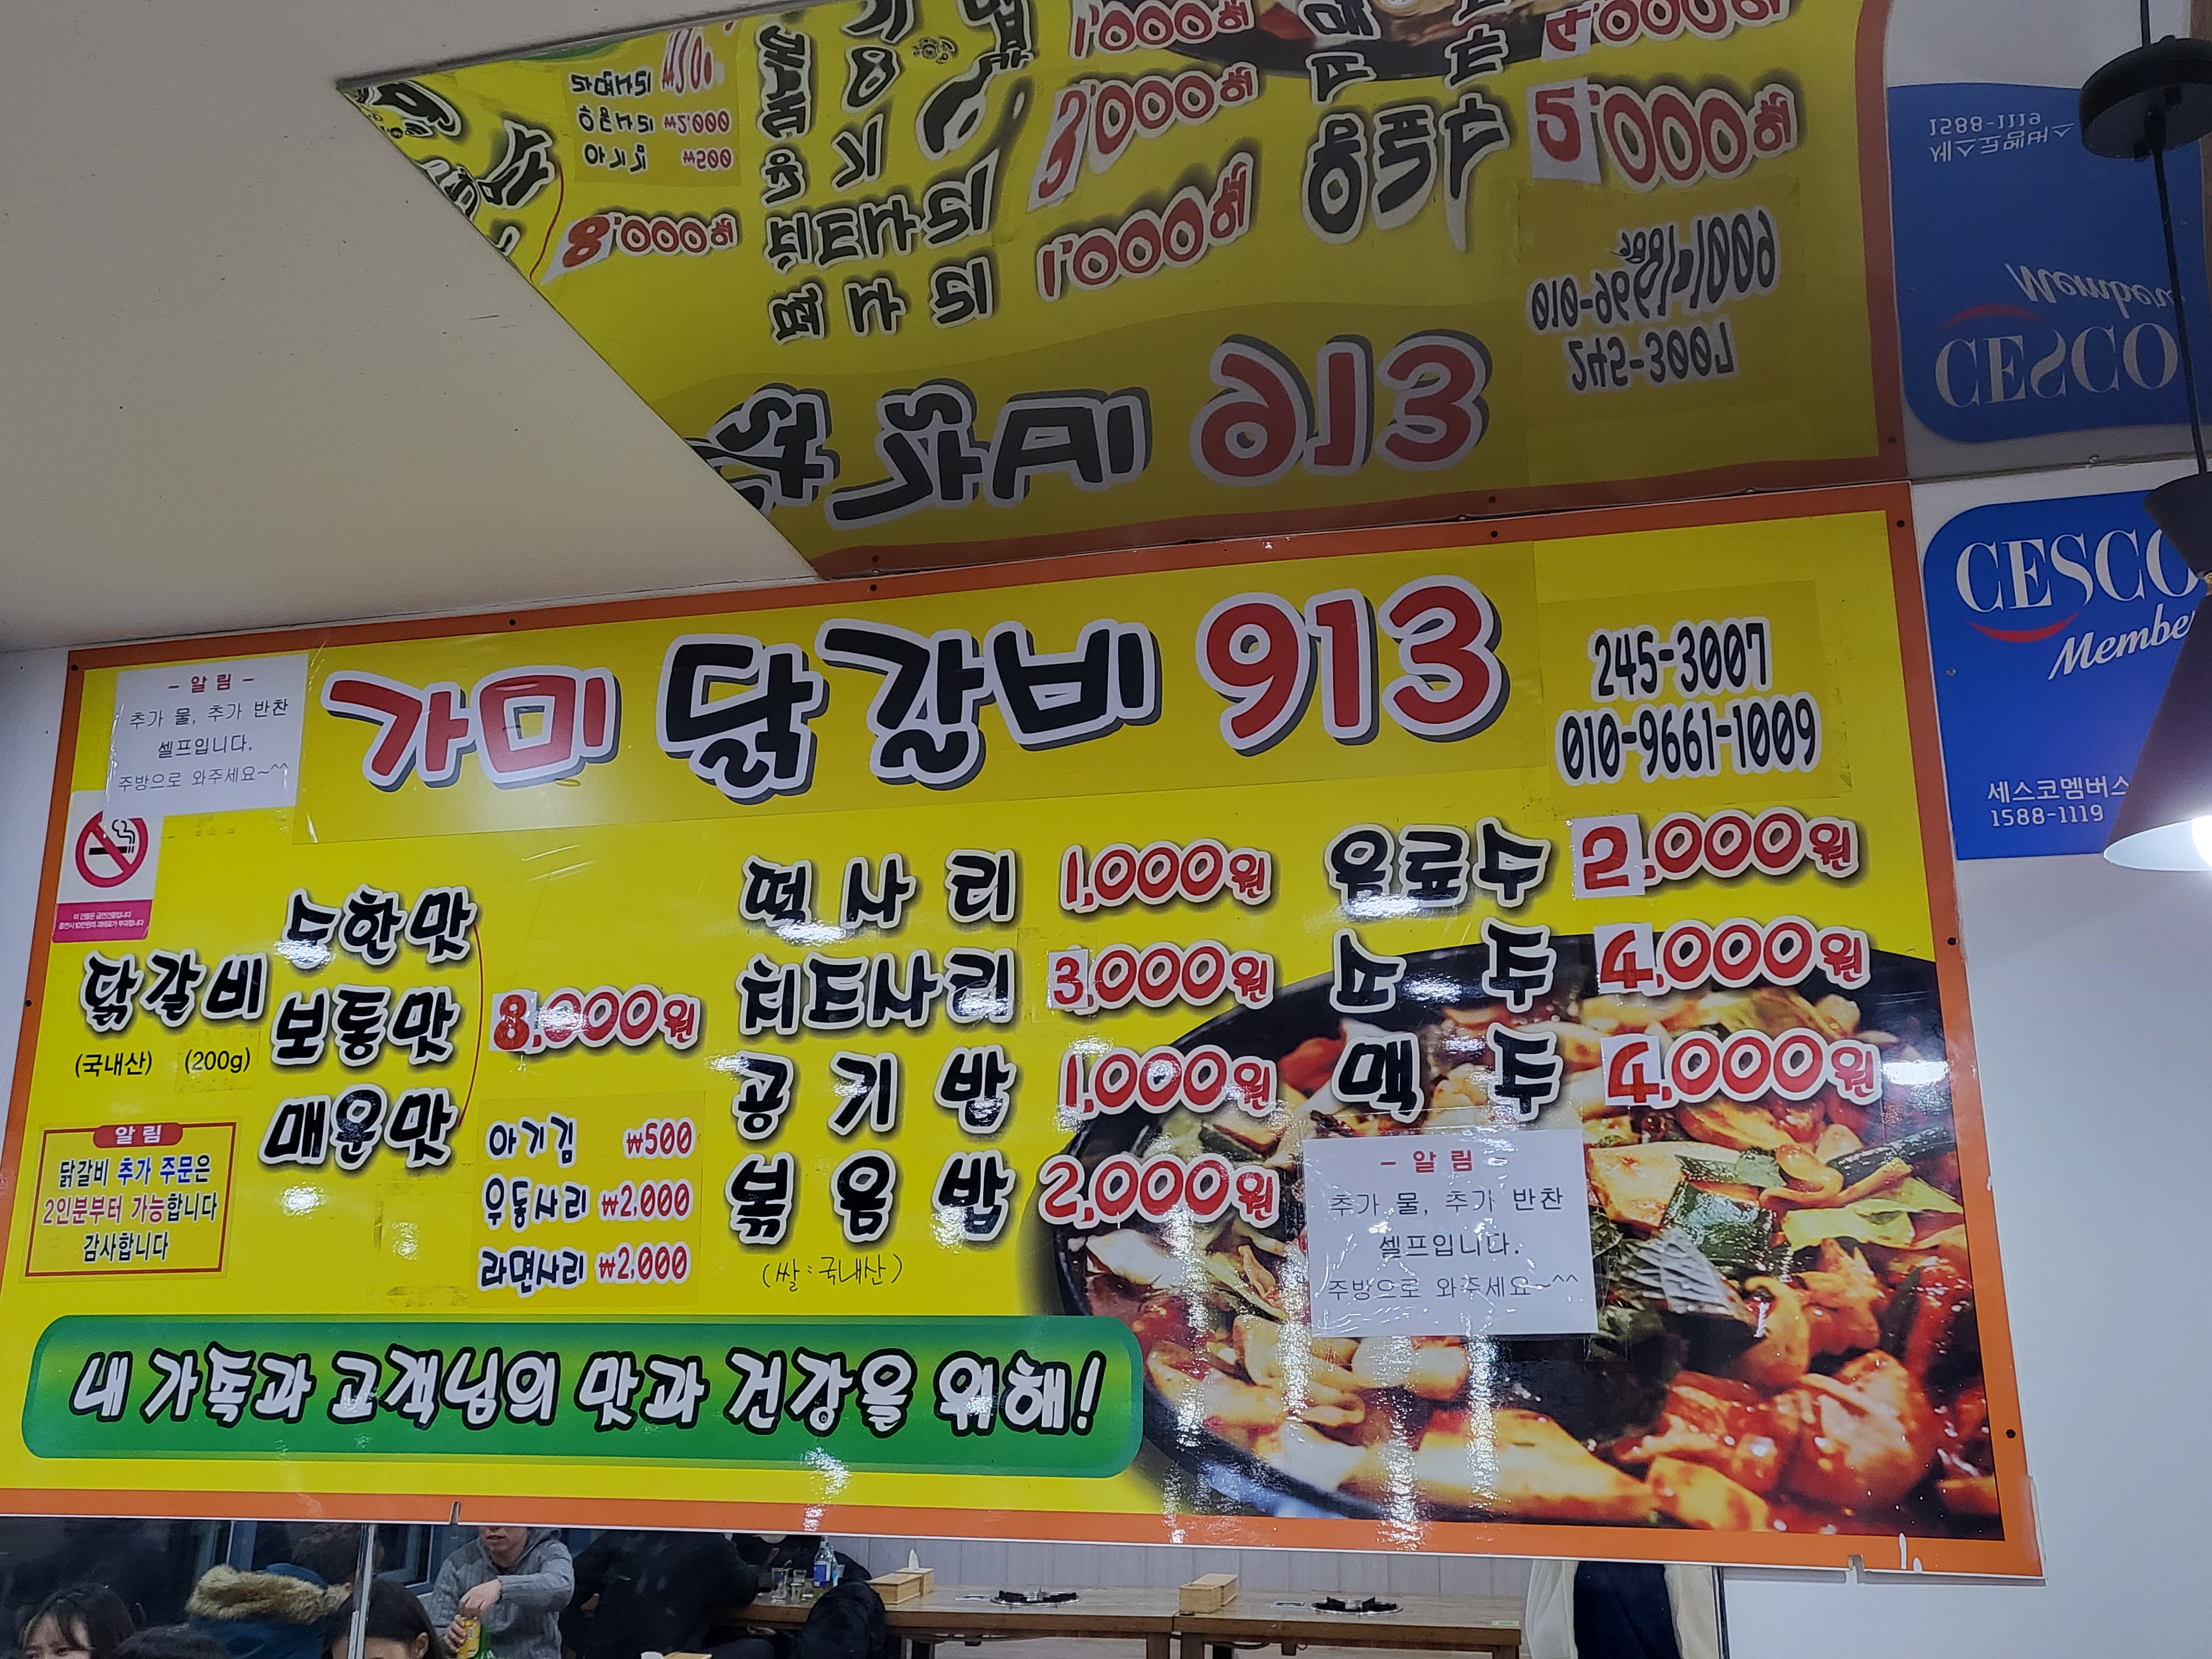 - 알 림 -
추가 물, 추가 반찬
셀프입니다.
주방으로 와주세요~^^
가미 닭갈비 913
245-3007
010-9661-1009
닭갈비
(국내산) (200g)
순한맛
보통맛
매운맛
8,000원
알 림
닭갈비 추가 주문은
2인분부터 가능합니다
감사합니다
아기김 ₩500
우동사리 ₩2,000
라면사리 ₩2,000
떡 사 리 1,000원
치즈사리 3,000원
공 기 밥 1,000원
볶 음 밥 2,000원
(쌀:국내산)
음료수 2,000원
소 주 4,000원
맥 주 4,000원
- 알 림 -
추가 물, 추가 반찬
셀프입니다.
주방으로 와주세요~^^
내 가족과 고객님의 맛과 건강을 위해!
CESCO
Membe
세스코멤버스
1588-1119